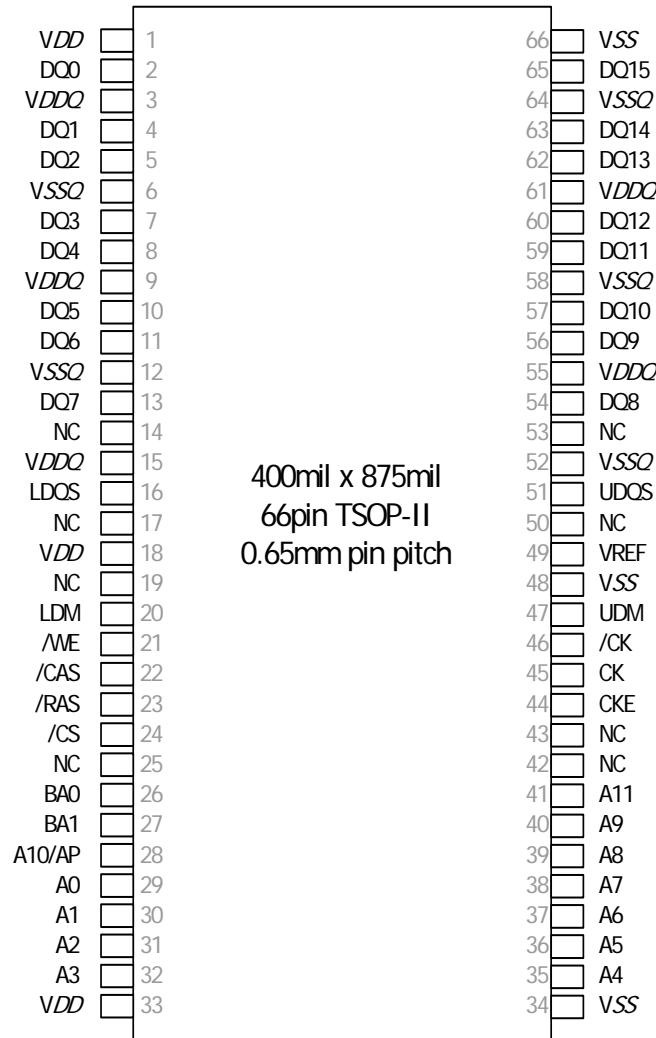 VDD 1 66 VSS
DQ0 2 65 DQ15
VDDQ 3 64 VSSQ
DQ1 4 63 DQ14
DQ2 5 62 DQ13
VSSQ 6 61 VDDQ
DQ3 7 60 DQ12
DQ4 8 59 DQ11
VDDQ 9 58 VSSQ
DQ5 10 57 DQ10
DQ6 11 56 DQ9
VSSQ 12 55 VDDQ
DQ7 13 54 DQ8
NC 14 53 NC
VDDQ 15 52 VSSQ
LDQS 16 51 UDQS
NC 17 50 NC
VDD 18 49 VREF
NC 19 48 VSS
LDM 20 47 UDM
/WE 21 46 /CK
/CAS 22 45 CK
/RAS 23 44 CKE
/CS 24 43 NC
NC 25 42 NC
BA0 26 41 A11
BA1 27 40 A9
A10/AP 28 39 A8
A0 29 38 A7
A1 30 37 A6
A2 31 36 A5
A3 32 35 A4
VDD 33 34 VSS
400mil x 875mil
66pin TSOP-II
0.65mm pin pitch